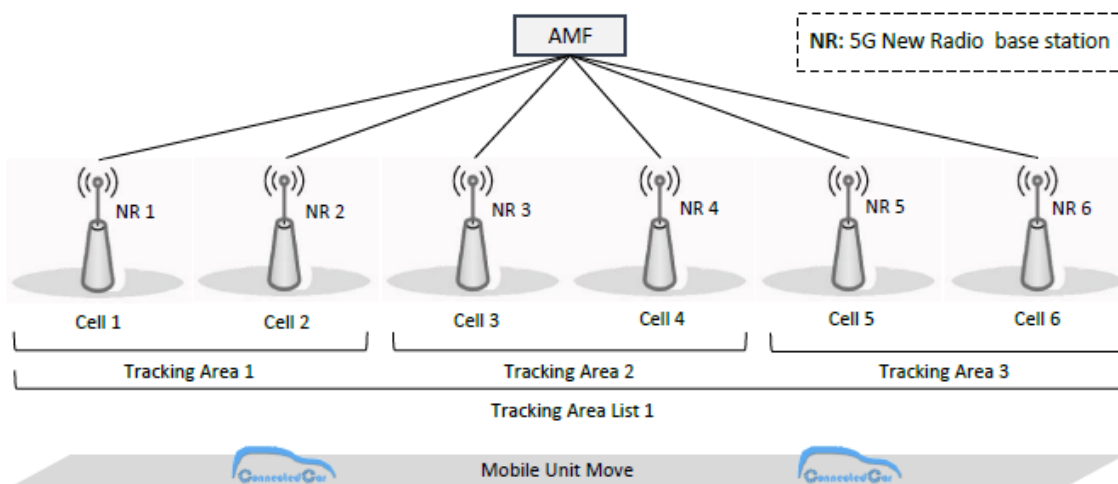 AMF
NR: 5G New Radio base station
NR 1
NR 2
NR 3
NR 4
NR 5
NR 6
Cell 1
Cell 2
Cell 3
Cell 4
Cell 5
Cell 6
Tracking Area 1
Tracking Area 2
Tracking Area 3
Tracking Area List 1
ConnectedCar
Mobile Unit Move
ConnectedCar